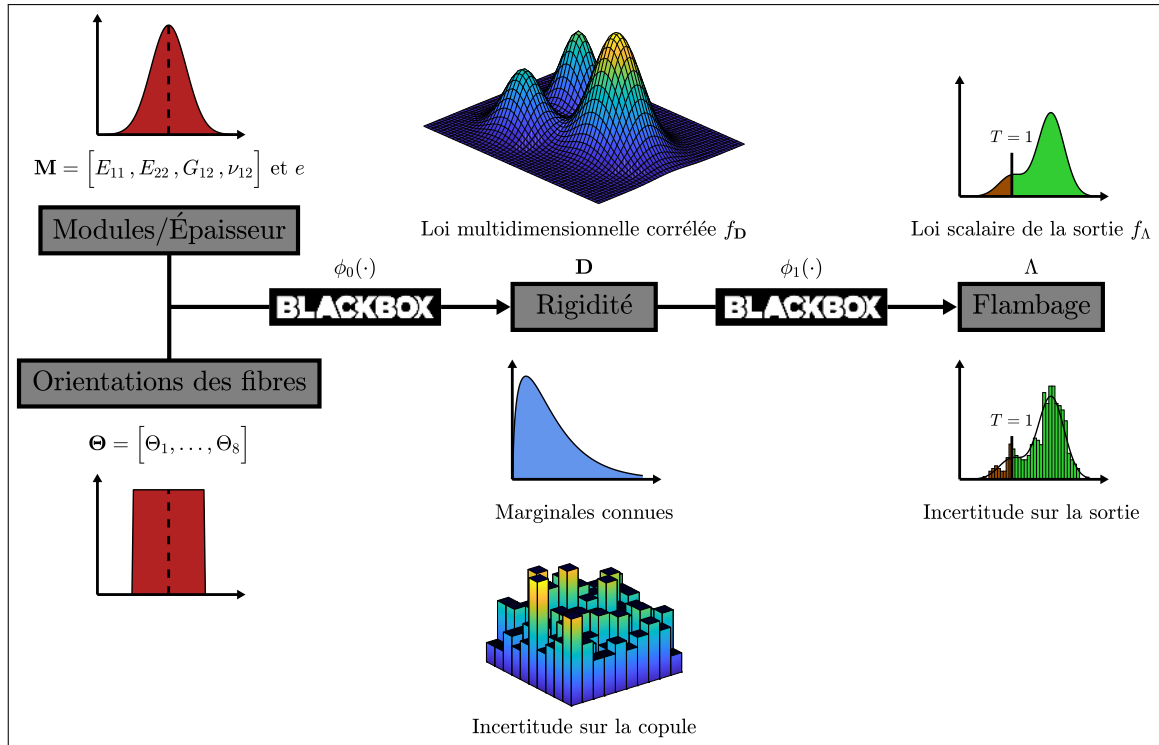 M = [E₁₁ , E₂₂ , G₁₂ , ν₁₂] et e
Modules/Épaisseur
Orientations des fibres
Θ = [Θ₁, . . . , Θ₈]
ϕ₀(·)
BLACKBOX
Loi multidimensionnelle corrélée f_D
D
Rigidité
Marginales connues
Incertitude sur la copule
ϕ₁(·)
BLACKBOX
T = 1
Loi scalaire de la sortie f_Λ
Λ
Flambage
T = 1
Incertitude sur la sortie